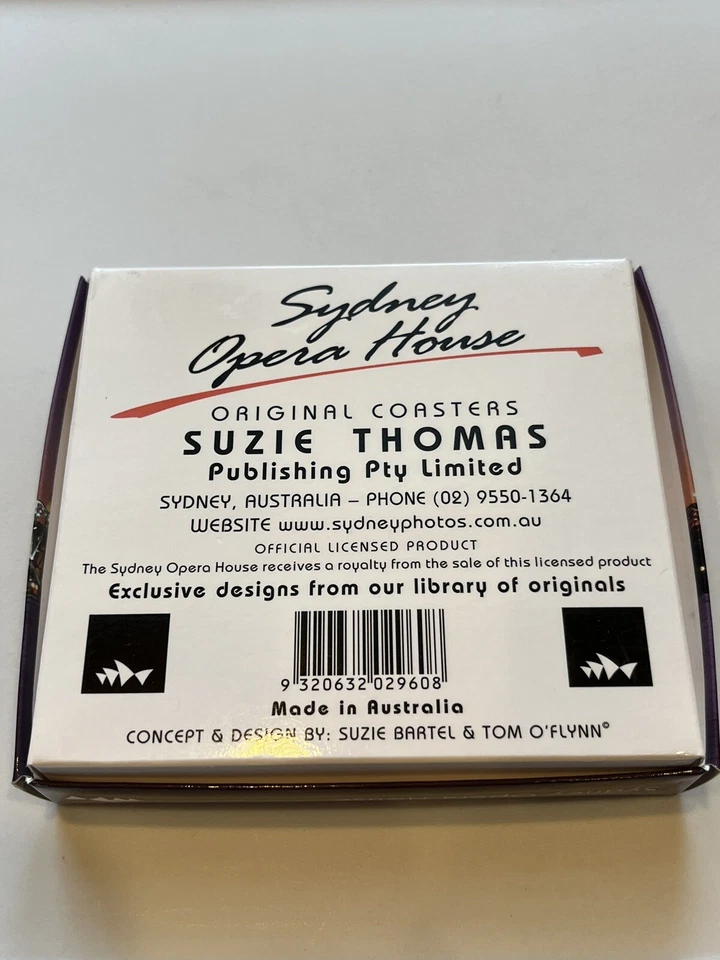 Sydney
Opera House
ORIGINAL COASTERS
SUZIE THOMAS
Publishing Pty Limited
SYDNEY, AUSTRALIA – PHONE (02) 9550-1364
WEBSITE www.sydneyphotos.com.au
OFFICIAL LICENSED PRODUCT
The Sydney Opera House receives a royalty from the sale of this licensed product
Exclusive designs from our library of originals
9 320632 029608
Made in Australia
CONCEPT & DESIGN BY: SUZIE BARTEL & TOM O'FLYNN©